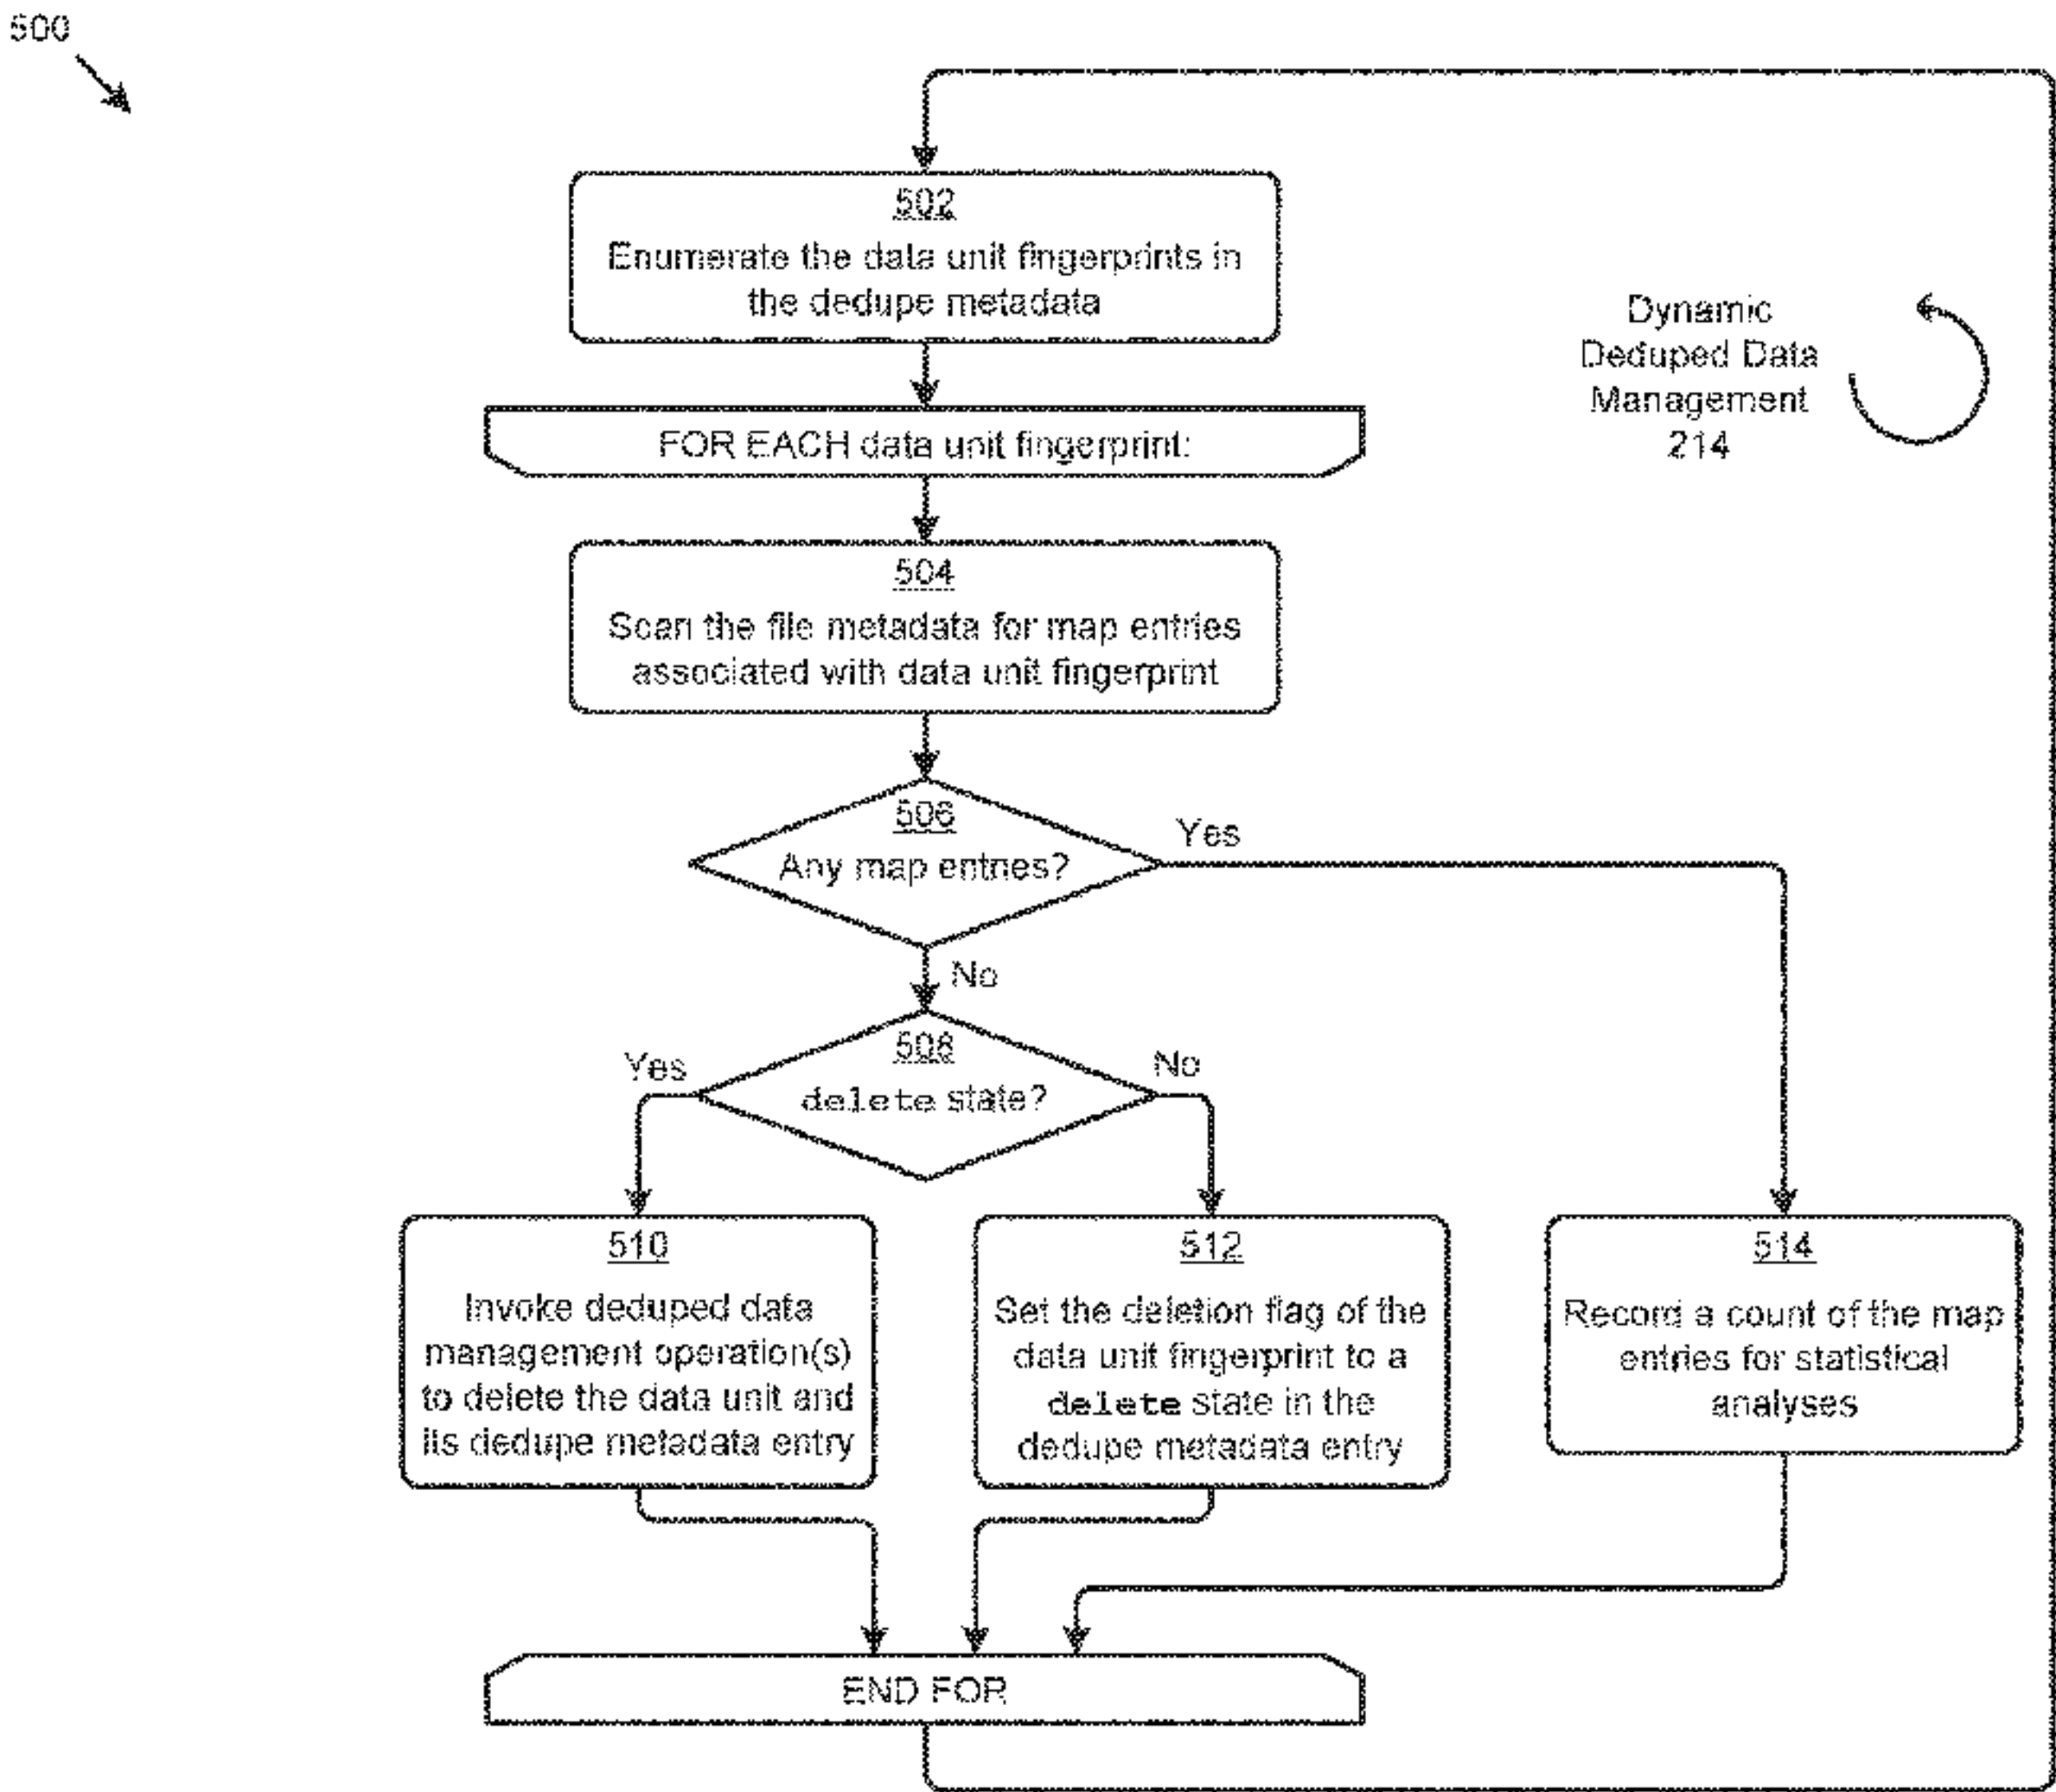 500
502
Enumerate the data unit fingerprints in
the dedupe metadata
Dynamic
Deduped Data
Management
214
FOR EACH data unit fingerprint:
504
Scan the file metadata for map entries
associated with data unit fingerprint
506
Any map entries?
Yes
No
508
delete state?
Yes
No
510
Invoke deduped data
management operation(s)
to delete the data unit and
its dedupe metadata entry
512
Set the deletion flag of the
data unit fingerprint to a
delete state in the
dedupe metadata entry
514
Record a count of the map
entries for statistical
analyses
END FOR